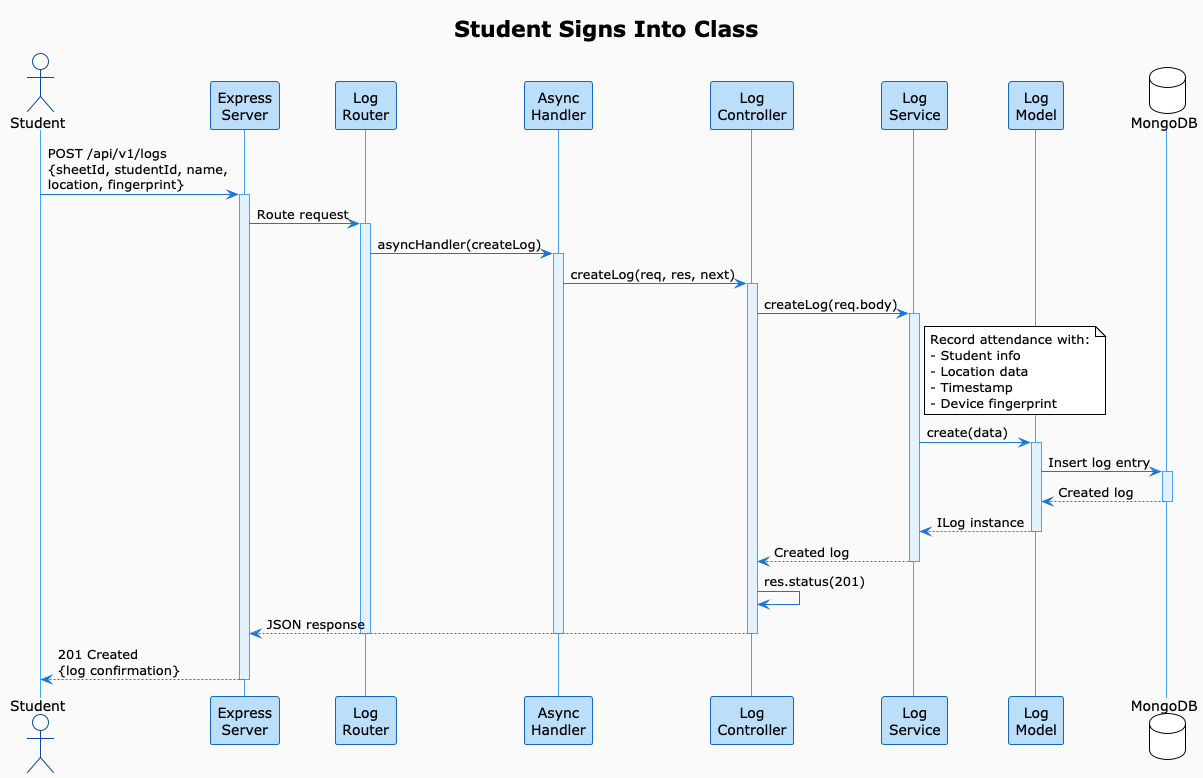 Student Signs Into Class
Student
Express
Server
Log
Router
Async
Handler
Log
Controller
Log
Service
Log
Model
MongoDB
POST /api/v1/logs
{sheetId, studentId, name,
location, fingerprint}
Route request
asyncHandler(createLog)
createLog(req, res, next)
createLog(req.body)
Record attendance with:
- Student info
- Location data
- Timestamp
- Device fingerprint
create(data)
Insert log entry
Created log
ILog instance
Created log
res.status(201)
JSON response
201 Created
{log confirmation}
Student
Express
Server
Log
Router
Async
Handler
Log
Controller
Log
Service
Log
Model
MongoDB